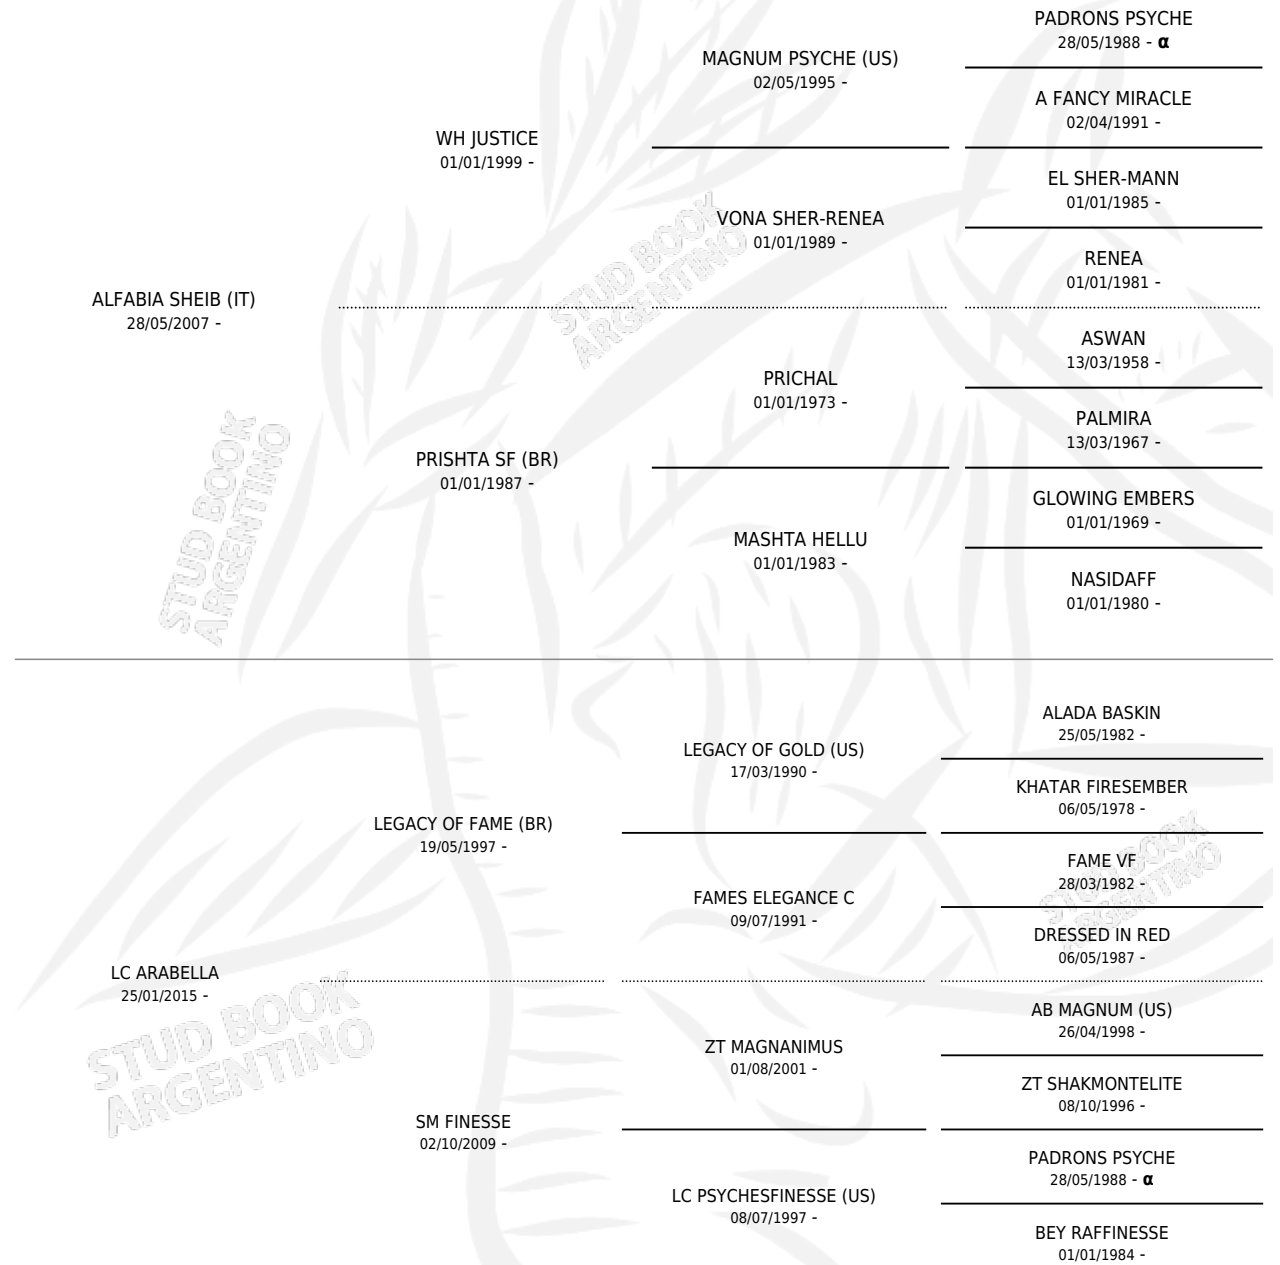 PADRONS PSYCHE
28/05/1988 - α
MAGNUM PSYCHE (US)
02/05/1995 -
A FANCY MIRACLE
02/04/1991 -
WH JUSTICE
01/01/1999 -
EL SHER-MANN
01/01/1985 -
VONA SHER-RENEA
01/01/1989 -
RENEA
01/01/1981 -
ALFABIA SHEIB (IT)
28/05/2007 -
ASWAN
13/03/1958 -
PRICHAL
01/01/1973 -
PALMIRA
13/03/1967 -
PRISHTA SF (BR)
01/01/1987 -
GLOWING EMBERS
01/01/1969 -
MASHTA HELLU
01/01/1983 -
NASIDAFF
01/01/1980 -
ALADA BASKIN
25/05/1982 -
LEGACY OF GOLD (US)
17/03/1990 -
KHATAR FIRESEMBER
06/05/1978 -
LEGACY OF FAME (BR)
19/05/1997 -
FAME VF
28/03/1982 -
FAMES ELEGANCE C
09/07/1991 -
DRESSED IN RED
06/05/1987 -
LC ARABELLA
25/01/2015 -
AB MAGNUM (US)
26/04/1998 -
ZT MAGNANIMUS
01/08/2001 -
ZT SHAKMONTELITE
08/10/1996 -
SM FINESSE
02/10/2009 -
PADRONS PSYCHE
28/05/1988 - α
LC PSYCHESFINESSE (US)
08/07/1997 -
BEY RAFFINESSE
01/01/1984 -
STUD BOOK
ARGENTINO
STUD BOOK
ARGENTINO
STUD BOOK
ARGENTINO
STUD BOOK
ARGENTINO